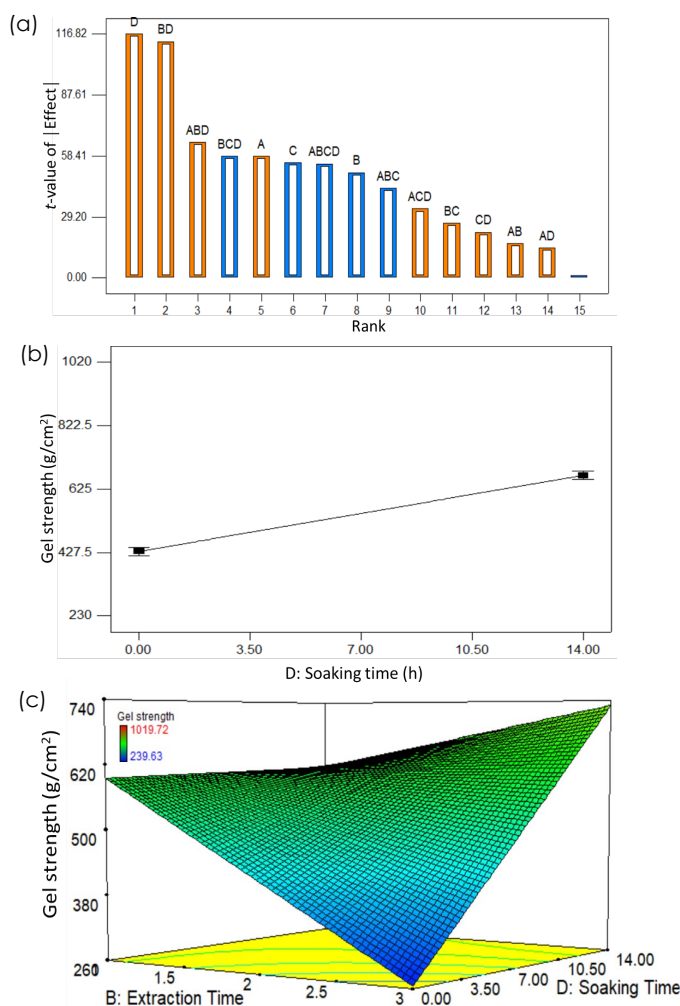 (a)
t-value of |Effect|
116.82
87.61
58.41
29.20
0.00
D
BD
ABD
BCD
A
C
ABCD
B
ABC
ACD
BC
CD
AB
AD
1 2 3 4 5 6 7 8 9 10 11 12 13 14 15
Rank
(b)
Gel strength (g/cm²)
1020
822.5
625
427.5
230
0.00 3.50 7.00 10.50 14.00
D: Soaking time (h)
(c)
Gel strength (g/cm²)
740
620
500
380
260
Gel strength
1019.72
239.63
1 1.5 2 2.5 3
B: Extraction Time
0.00 3.50 7.00 10.50 14.00
D: Soaking Time